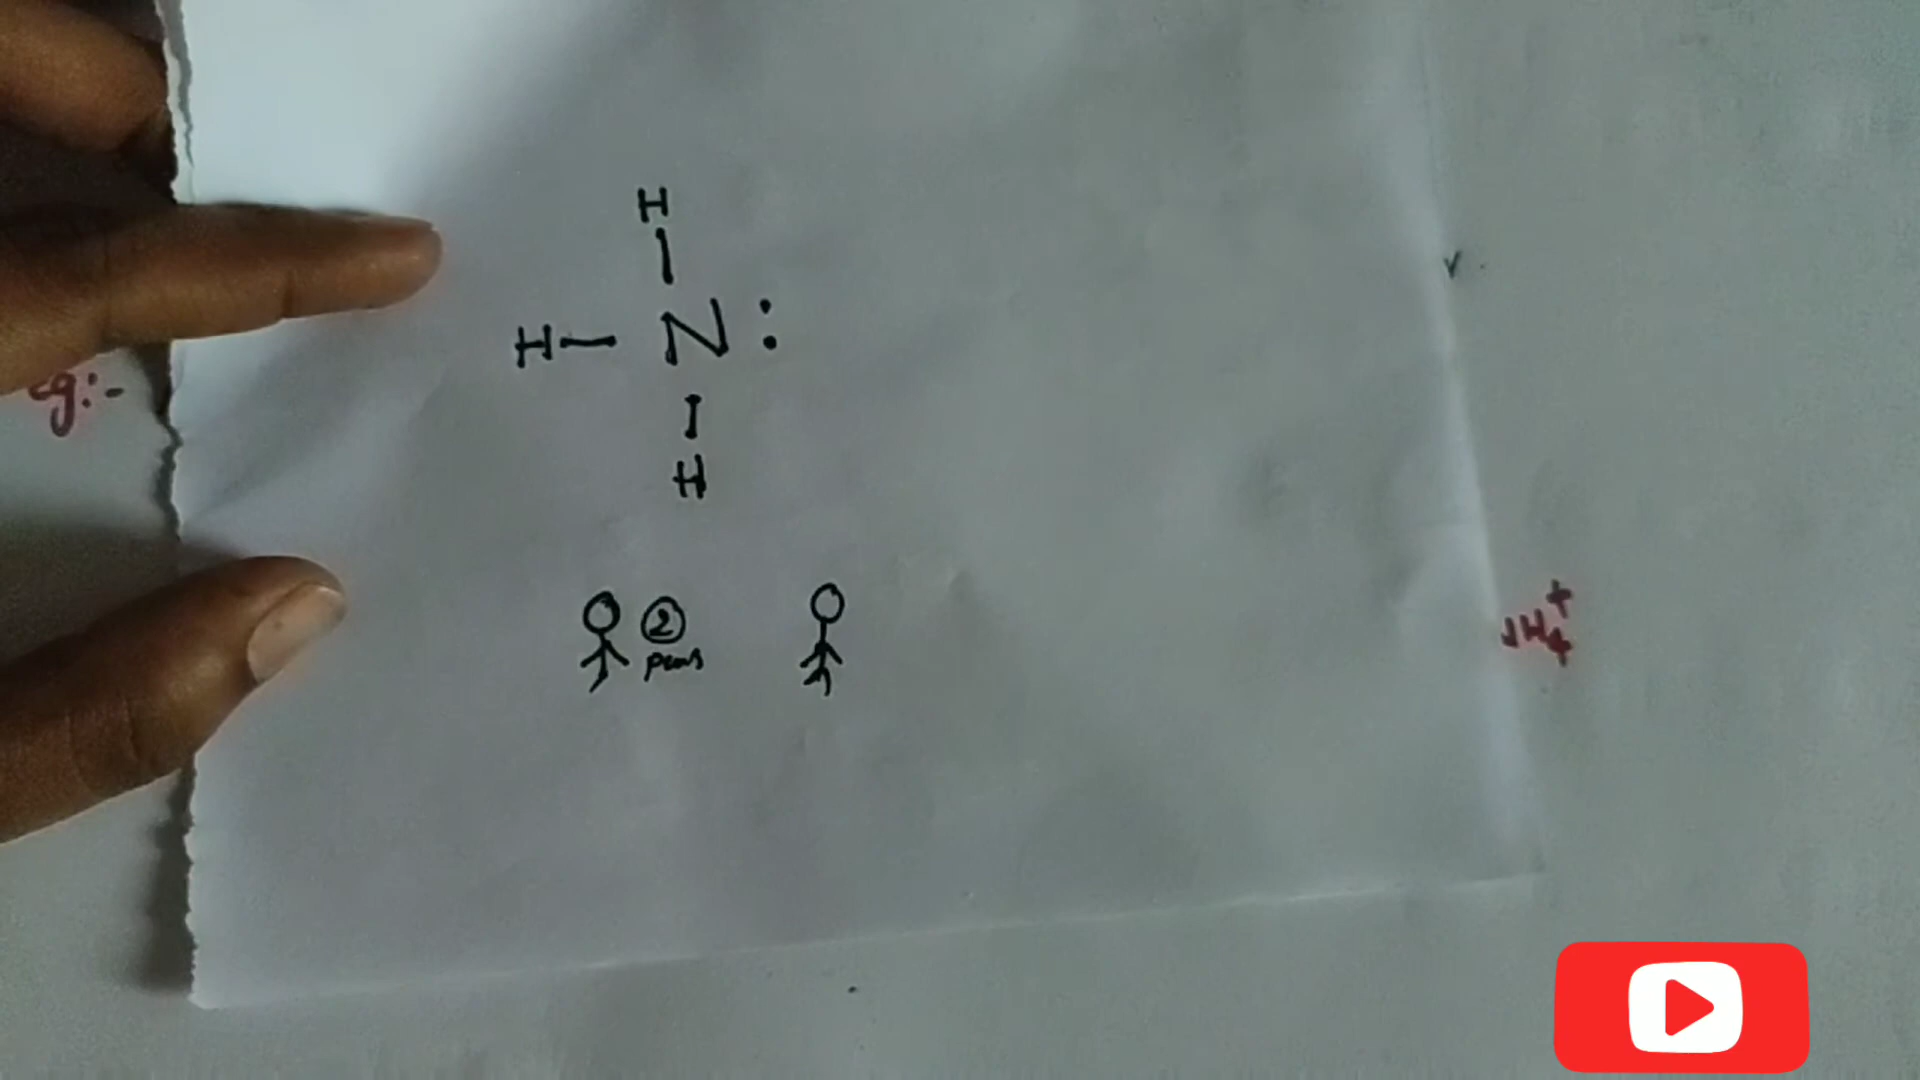 H
H — N :
H
eg:-
② pens
NH4+